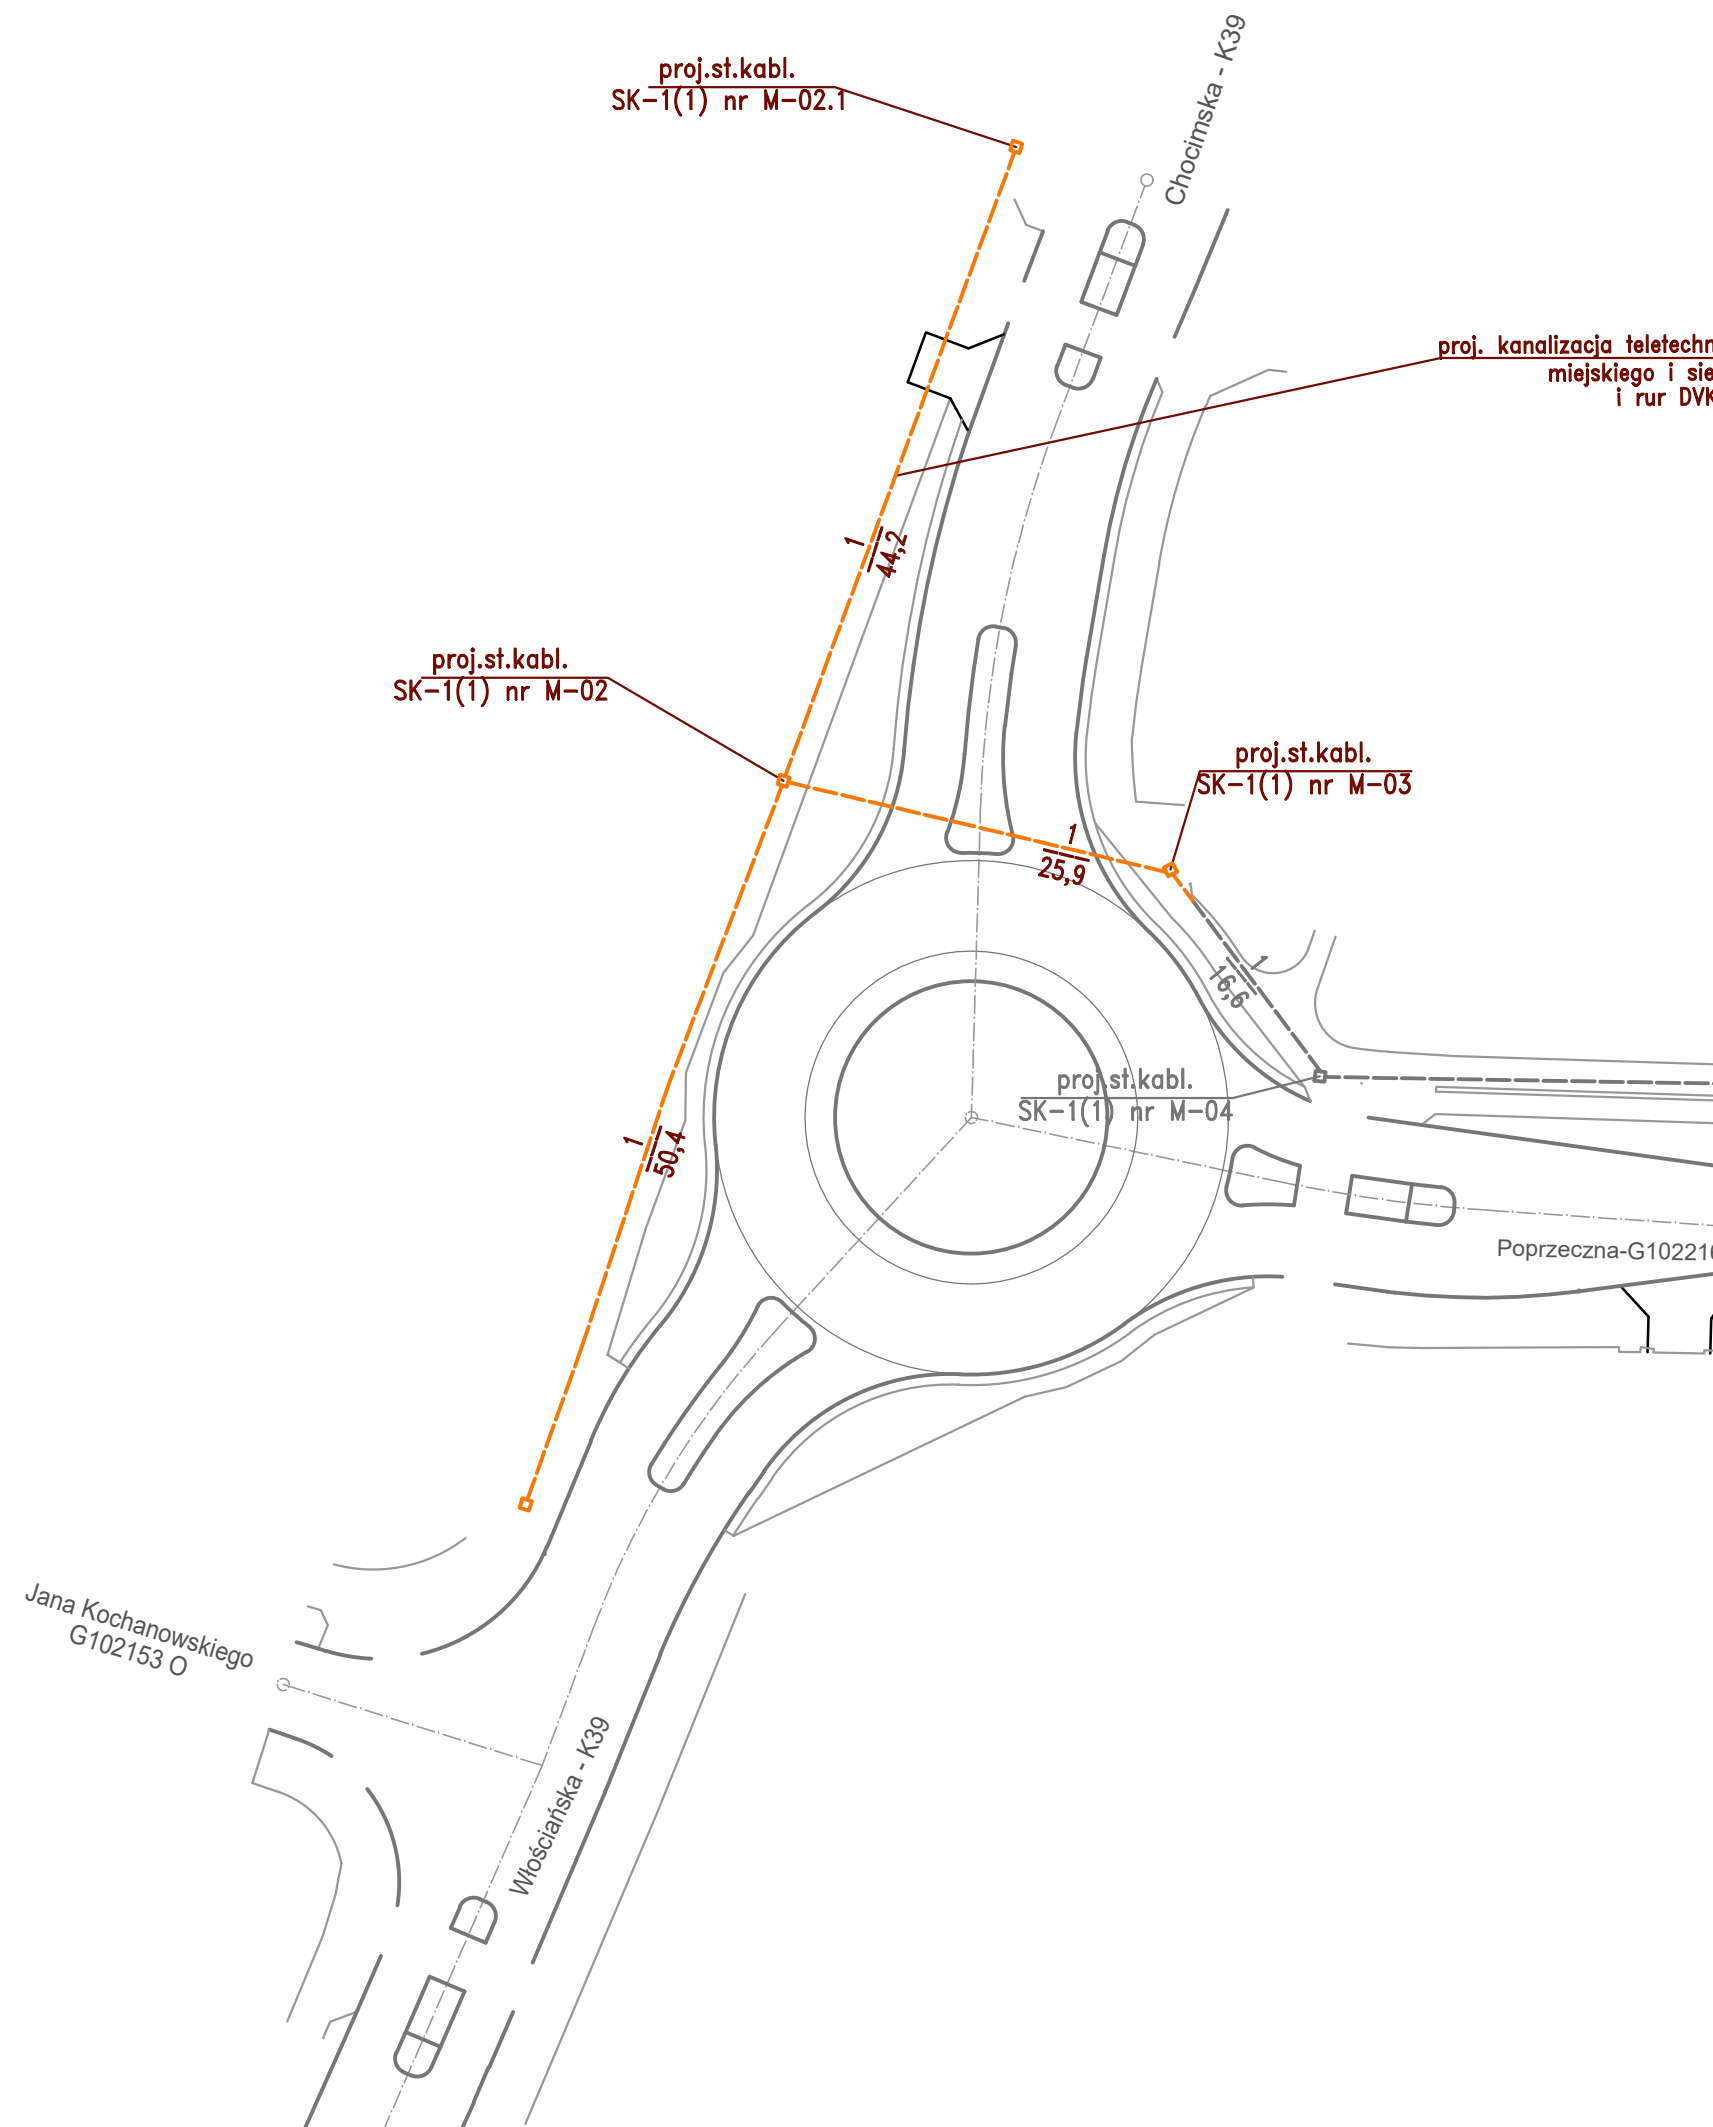 proj.st.kabl.
SK-1(1) nr M-02.1
Chocimska - K39
proj. kanalizacja teletechn
miejskiego i sie
i rur DVK
1
44,2
proj.st.kabl.
SK-1(1) nr M-02
proj.st.kabl.
SK-1(1) nr M-03
1
25,9
1
16,6
proj.st.kabl.
SK-1(1) nr M-04
1
50,4
Poprzeczna-G102216
Jana Kochanowskiego
G102153 O
Włościańska - K39